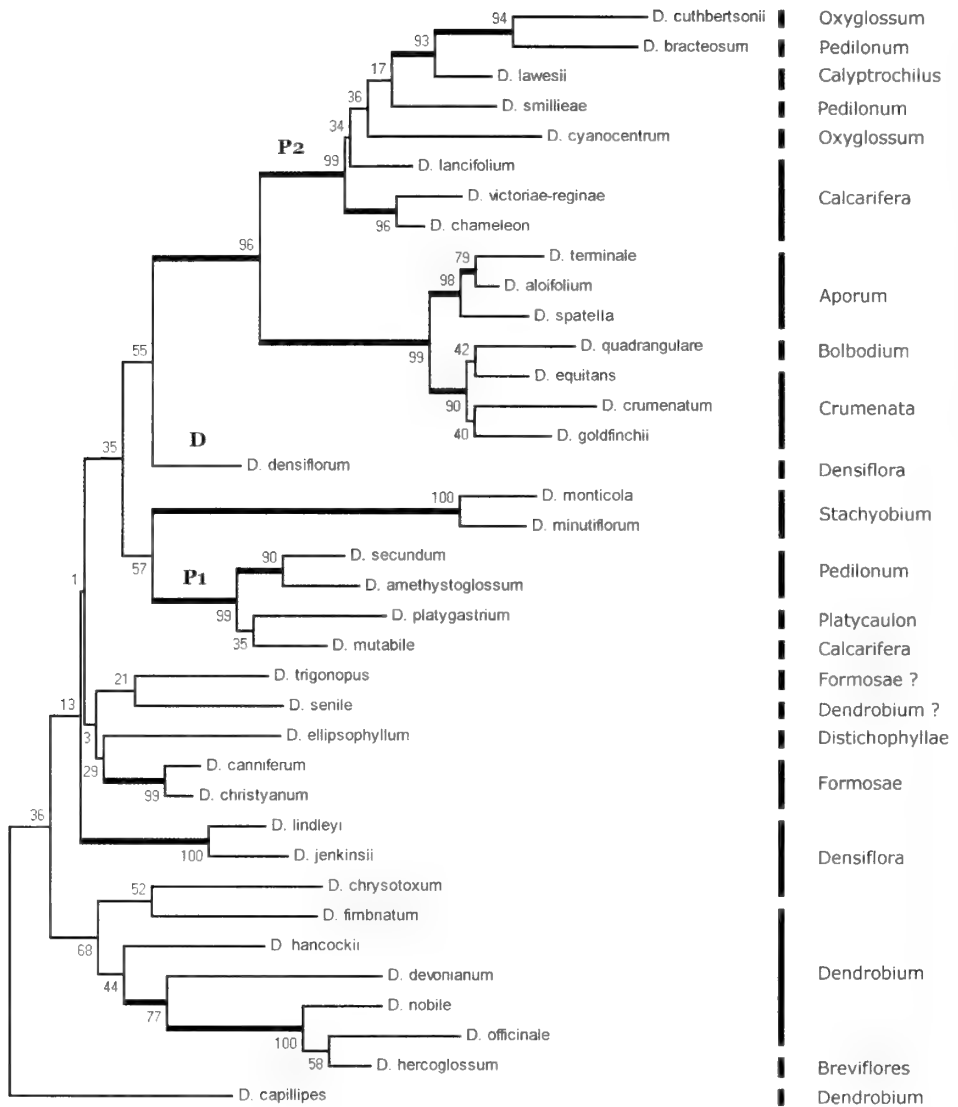 94 D. cuthbertsonii Oxyglossum
93 D. bracteosum Pedilonum
17 D. lawesii Calyptrochilus
36 D. smillieae Pedilonum
34 D. cyanocentrum Oxyglossum
P2
99 D. lancifolium
D. victoriae-reginae Calcarifera
96 D. chameleon
96
79 D. terminale
98 D. aloifolium Aporum
D. spatella
99
42 D. quadrangulare Bolbodium
55 D. equitans
90 D. crumenatum Crumenata
40 D. goldfinchii
35 D
D. densiflorum Densiflora
100 D. monticola Stachyobium
D. minutiflorum
57 P1 90 D. secundum Pedilonum
1 D. amethystoglossum
99 D. platygastrium Platycaulon
35 D. mutabile Calcarifera
21 D. trigonopus Formosae ?
13 D. senile Dendrobium ?
3 D. ellipsophyllum Distichophyllae
29 D. canniferum Formosae
99 D. christyanum
36 D. lindleyi
100 D. jenkinsii Densiflora
52 D. chrysotoxum
D. fimbnatum
68 D hancockii
44 D. devonianum Dendrobium
77 D. nobile
100 D. officinale
58 D. hercoglossum Breviflores
D. capillipes Dendrobium